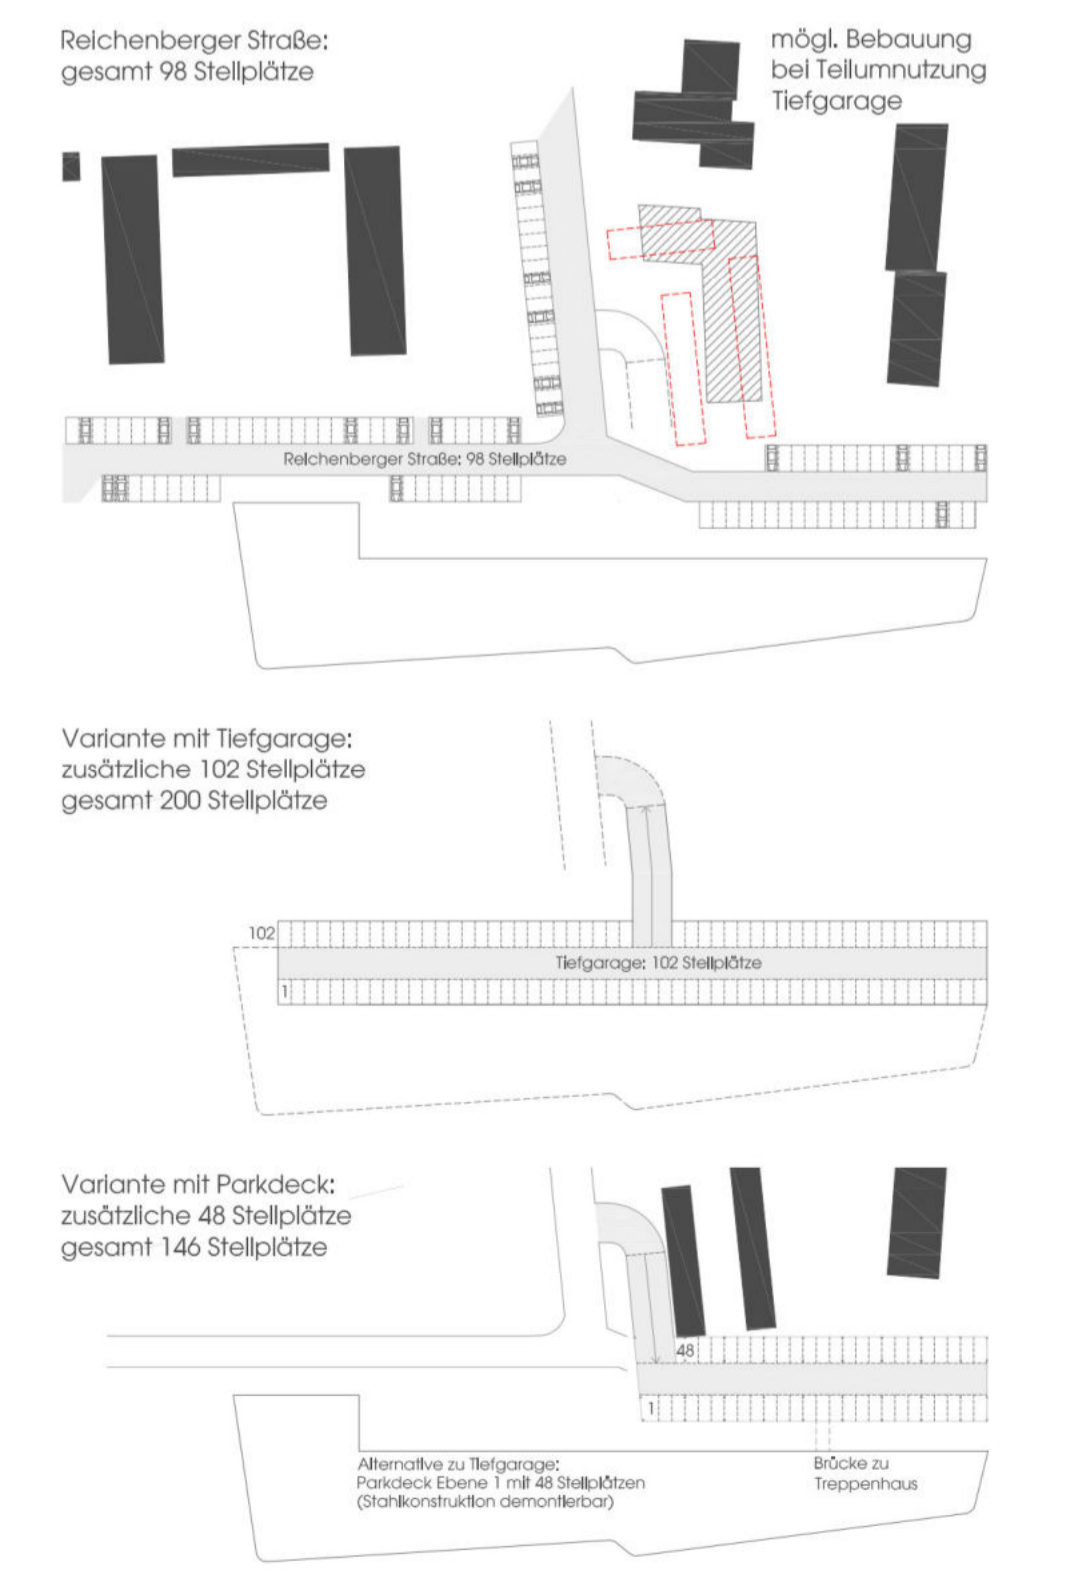 Reichenberger Straße:
gesamt 98 Stellplätze
mögl. Bebauung
bei Teilumnutzung
Tiefgarage
Reichenberger Straße: 98 Stellplätze
Variante mit Tiefgarage:
zusätzliche 102 Stellplätze
gesamt 200 Stellplätze
102
Tiefgarage: 102 Stellplätze
1
Variante mit Parkdeck:
zusätzliche 48 Stellplätze
gesamt 146 Stellplätze
48
1
Alternative zu Tiefgarage:
Parkdeck Ebene 1 mit 48 Stellplätzen
(Stahlkonstruktion demontierbar)
Brücke zu
Treppenhaus